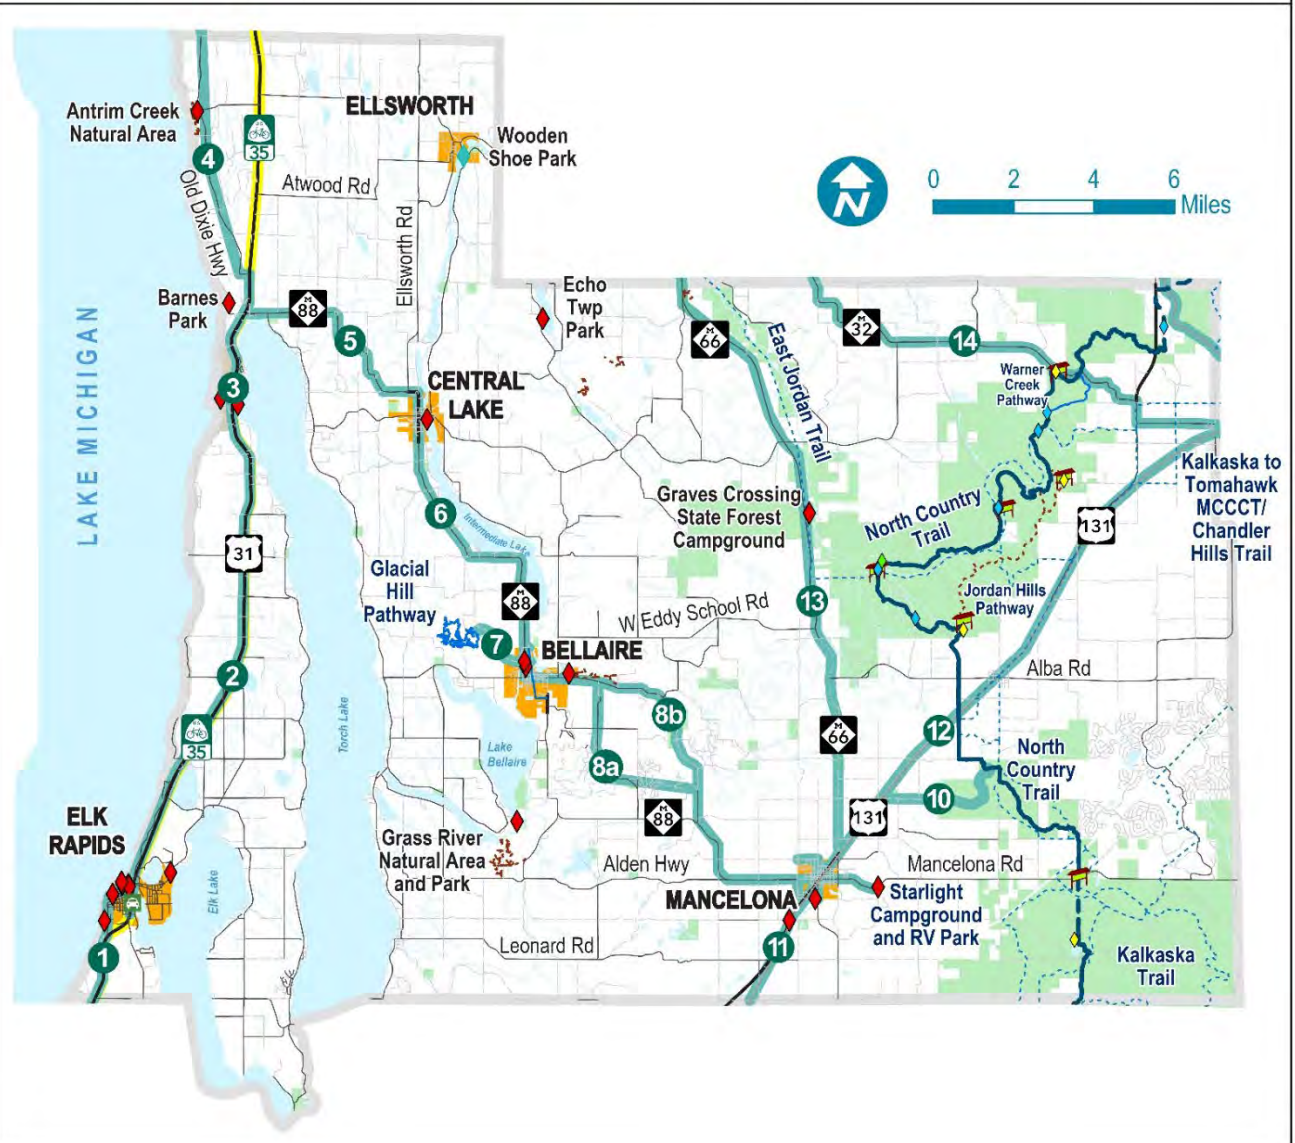 Antrim Creek
Natural Area
4
35
ELLSWORTH
Wooden
Shoe Park
Atwood Rd
Old Dixie Hwy
Ellsworth Rd
N
0 2 4 6
Miles
Barnes
Park
M
88
5
Echo
Twp
Park
M
66
East Jordan Trail
M
32
14
Warner
Creek
Pathway
LAKE MICHIGAN
3
CENTRAL
LAKE
Graves Crossing
State Forest
Campground
North Country
Trail
Kalkaska to
Tomahawk
MCCCT/
Chandler
Hills Trail
131
6
Intermediate Lake
31
Glacial
Hill
Pathway
M
88
W Eddy School Rd
13
Jordan Hills
Pathway
7
BELLAIRE
Alba Rd
2
35
Torch Lake
Lake
Bellaire
8b
8a
M
66
12
North
Country
Trail
10
ELK
RAPIDS
Elk Lake
Grass River
Natural Area
and Park
M
88
131
Alden Hwy
Mancelona Rd
MANCELONA
Starlight
Campground
and RV Park
1
Leonard Rd
11
Kalkaska
Trail